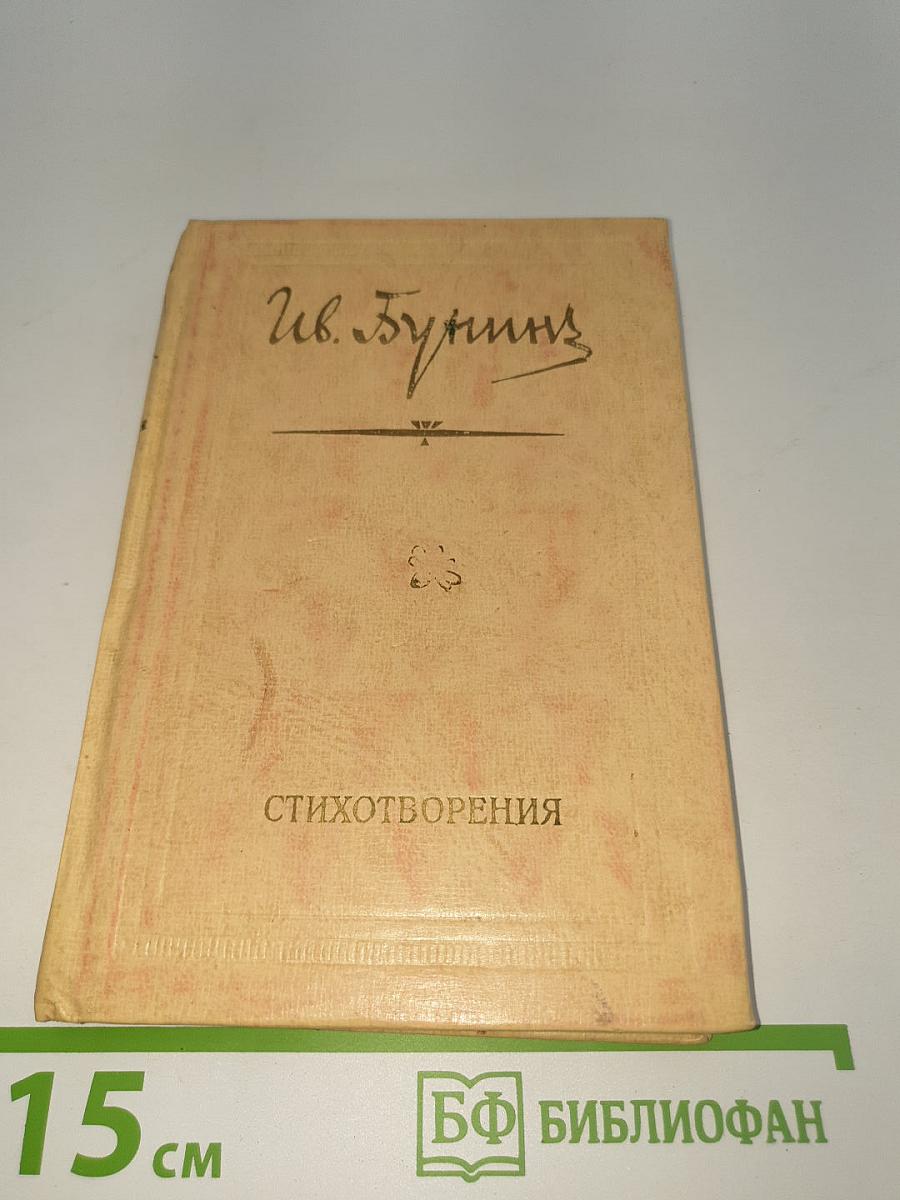 Ив. Бунинъ
СТИХОТВОРЕНИЯ
15 см
БФ БИБЛИОФАН